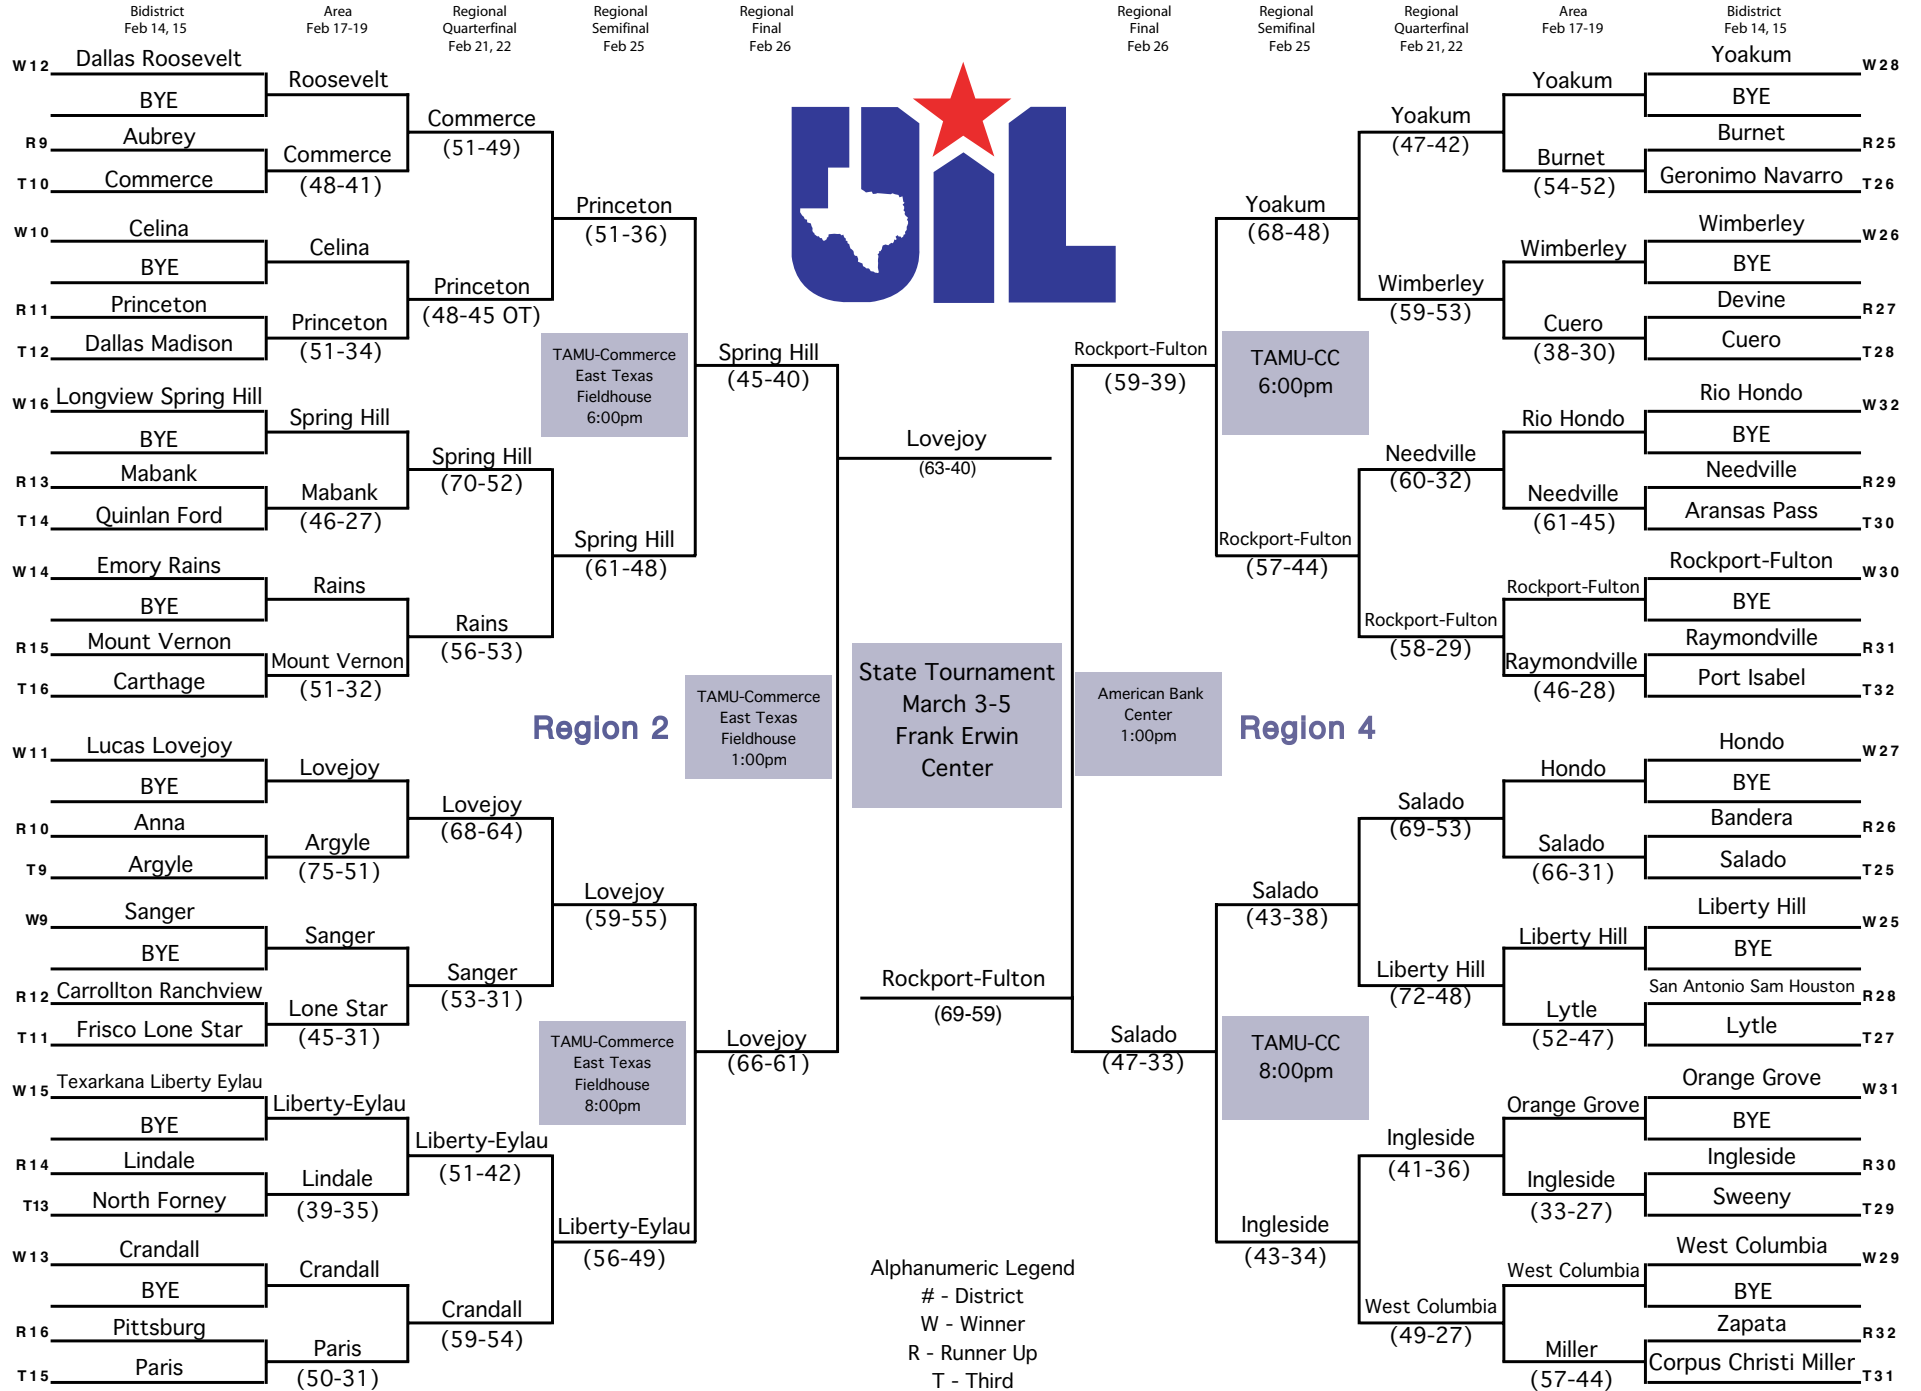 Bidistrict
Feb 14, 15
Area
Feb 17-19
Regional
Quarterfinal
Feb 21, 22
Regional
Semifinal
Feb 25
Regional
Final
Feb 26
Regional
Final
Feb 26
Regional
Semifinal
Feb 25
Regional
Quarterfinal
Feb 21, 22
Area
Feb 17-19
Bidistrict
Feb 14, 15
UIL
W12 Dallas Roosevelt
BYE
R9 Aubrey
T10 Commerce
W10 Celina
BYE
R11 Princeton
T12 Dallas Madison
W16 Longview Spring Hill
BYE
R13 Mabank
T14 Quinlan Ford
W14 Emory Rains
BYE
R15 Mount Vernon
T16 Carthage
W11 Lucas Lovejoy
BYE
R10 Anna
T9 Argyle
W9 Sanger
BYE
R12 Carrollton Ranchview
T11 Frisco Lone Star
W15 Texarkana Liberty Eylau
BYE
R14 Lindale
T13 North Forney
W13 Crandall
BYE
R16 Pittsburg
T15 Paris
Roosevelt
Commerce
(48-41)
Celina
Princeton
(51-34)
Spring Hill
Mabank
(46-27)
Rains
Mount Vernon
(51-32)
Lovejoy
Argyle
(75-51)
Sanger
Lone Star
(45-31)
Liberty-Eylau
Lindale
(39-35)
Crandall
Paris
(50-31)
Commerce
(51-49)
Princeton
(48-45 OT)
Spring Hill
(70-52)
Rains
(56-53)
Lovejoy
(68-64)
Sanger
(53-31)
Liberty-Eylau
(51-42)
Crandall
(59-54)
Princeton
(51-36)
TAMU-Commerce
East Texas
Fieldhouse
6:00pm
Spring Hill
(61-48)
Region 2
Lovejoy
(59-55)
TAMU-Commerce
East Texas
Fieldhouse
8:00pm
Liberty-Eylau
(56-49)
Spring Hill
(45-40)
TAMU-Commerce
East Texas
Fieldhouse
1:00pm
Lovejoy
(66-61)
Lovejoy
(63-40)
State Tournament
March 3-5
Frank Erwin
Center
Rockport-Fulton
(69-59)
Alphanumeric Legend
# - District
W - Winner
R - Runner Up
T - Third
Rockport-Fulton
(59-39)
American Bank
Center
1:00pm
Salado
(47-33)
Yoakum
(68-48)
TAMU-CC
6:00pm
Rockport-Fulton
(57-44)
Region 4
Salado
(43-38)
TAMU-CC
8:00pm
Ingleside
(43-34)
Yoakum
(47-42)
Wimberley
(59-53)
Needville
(60-32)
Rockport-Fulton
(58-29)
Salado
(69-53)
Liberty Hill
(72-48)
Ingleside
(41-36)
West Columbia
(49-27)
Yoakum
Burnet
(54-52)
Wimberley
Cuero
(38-30)
Rio Hondo
Needville
(61-45)
Rockport-Fulton
Raymondville
(46-28)
Hondo
Salado
(66-31)
Liberty Hill
Lytle
(52-47)
Orange Grove
Ingleside
(33-27)
West Columbia
Miller
(57-44)
Yoakum W28
BYE
Burnet R25
Geronimo Navarro T26
Wimberley W26
BYE
Devine R27
Cuero T28
Rio Hondo W32
BYE
Needville R29
Aransas Pass T30
Rockport-Fulton W30
BYE
Raymondville R31
Port Isabel T32
Hondo W27
BYE
Bandera R26
Salado T25
Liberty Hill W25
BYE
San Antonio Sam Houston R28
Lytle T27
Orange Grove W31
BYE
Ingleside R30
Sweeny T29
West Columbia W29
BYE
Zapata R32
Corpus Christi Miller T31